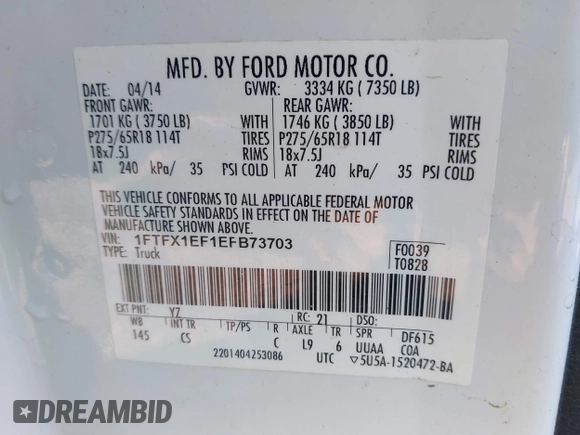 MFD. BY FORD MOTOR CO.
DATE: 04/14 GVWR: 3334 KG ( 7350 LB)
FRONT GAWR: REAR GAWR:
1701 KG ( 3750 LB) WITH 1746 KG ( 3850 LB) WITH
P275/65R18 114T TIRES P275/65R18 114T TIRES
18x7.5J RIMS 18x7.5J RIMS
AT 240 kPa/ 35 PSI COLD AT 240 kPa/ 35 PSI COLD
THIS VEHICLE CONFORMS TO ALL APPLICABLE FEDERAL MOTOR
VEHICLE SAFETY STANDARDS IN EFFECT ON THE DATE OF
MANUFACTURE SHOWN ABOVE.
VIN: 1FTFX1EF1EFB73703 F0039
TYPE: Truck T0828
EXT PNT: YZ RC: 21 DSO:
WB INT TR TP/PS R AXLE TR SPR DF615
145 CS C L9 6 UUAA COA
2201404253086 UTC ▽5U5A-1520472-BA
DREAMBID